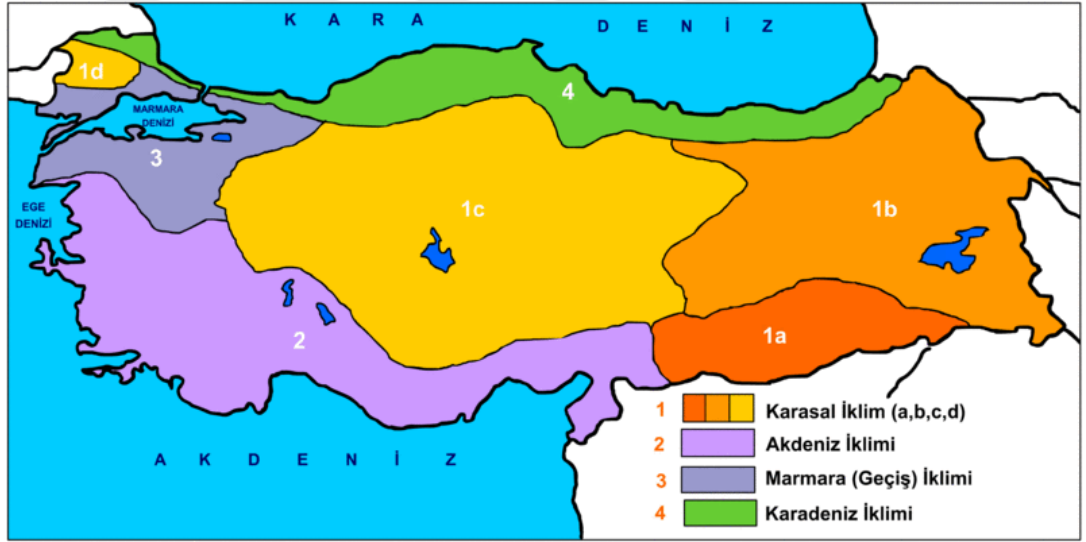 K A R A D E N İ Z
1d
MARMARA
DENİZİ
4
3
EGE
DENİZİ
1c
1b
2
1a
1 Karasal İklim (a,b,c,d)
2 Akdeniz İklimi
3 Marmara (Geçiş) İklimi
4 Karadeniz İklimi
A K D E N İ Z